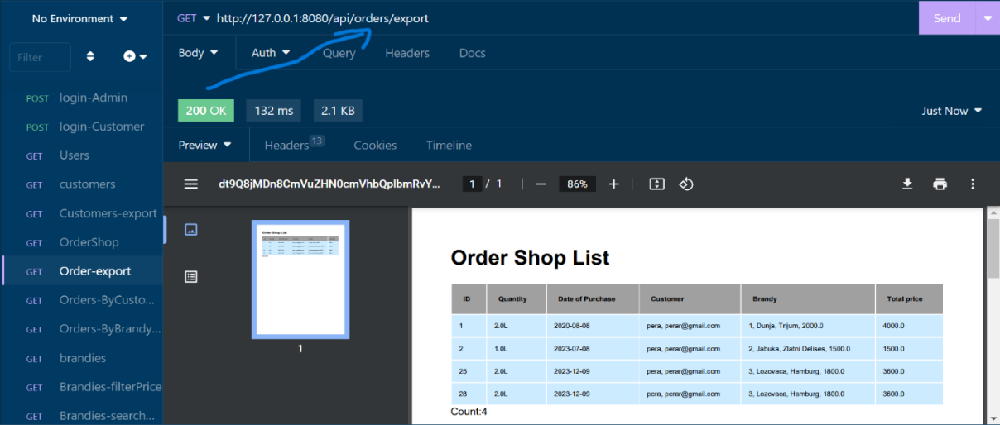 No Environment
GET http://127.0.0.1:8080/api/orders/export
Send
Filter
Body Auth Query Headers Docs
POST login-Admin
POST login-Customer
GET Users
GET customers
GET Customers-export
GET OrderShop
GET Order-export
GET Orders-ByCusto...
GET Orders-ByBrandy...
GET brandies
GET Brandies-filterPrice
GET Brandies-search...
200 OK 132 ms 2.1 KB Just Now
Preview Headers 13 Cookies Timeline
dt9Q8jMDn8CmVuZHN0cmVhbQplbmRvY... 1 / 1 86%
1
Order Shop List
ID Quantity Date of Purchase Customer Brandy Total price
1 2.0L 2020-08-08 pera, perar@gmail.com 1, Dunja, Trijum, 2000.0 4000.0
2 1.0L 2023-07-08 pera, perar@gmail.com 2, Jabuka, Zlatni Delises, 1500.0 1500.0
25 2.0L 2023-12-09 pera, perar@gmail.com 3, Lozovaca, Hamburg, 1800.0 3600.0
28 2.0L 2023-12-09 pera, perar@gmail.com 3, Lozovaca, Hamburg, 1800.0 3600.0
Count:4